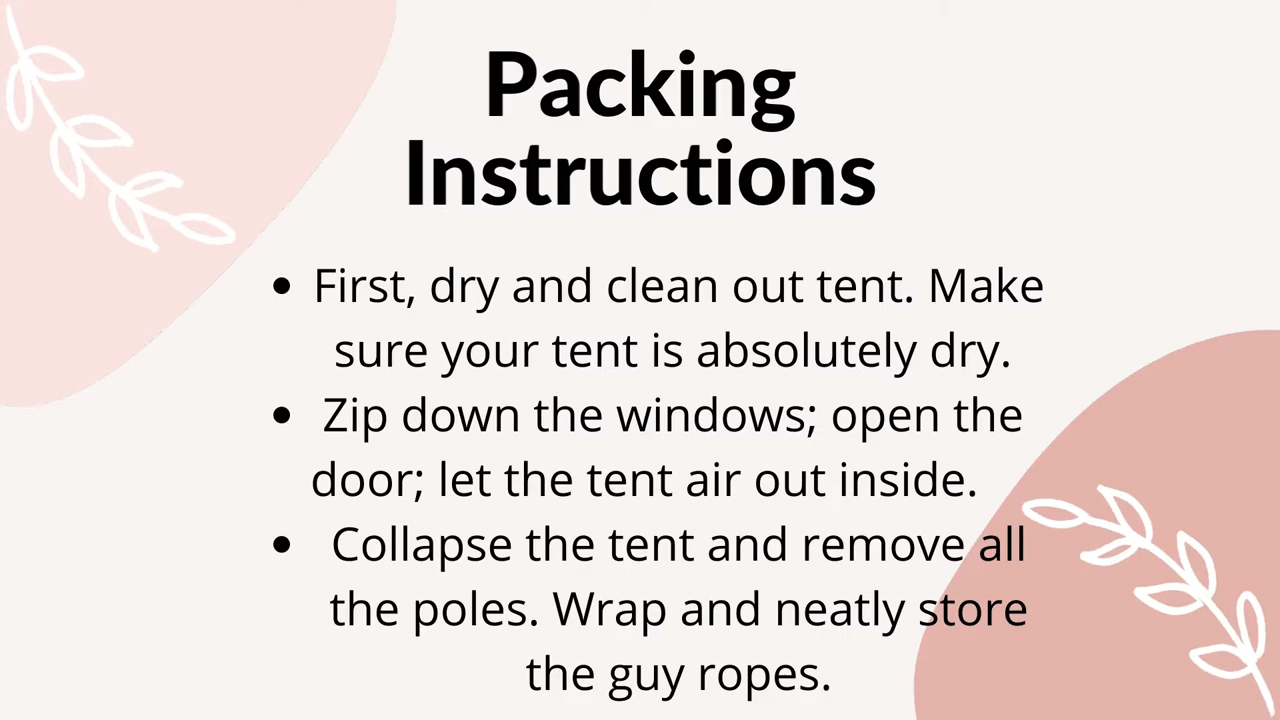 Packing
Instructions
• First, dry and clean out tent. Make
sure your tent is absolutely dry.
• Zip down the windows; open the
door; let the tent air out inside.
• Collapse the tent and remove all
the poles. Wrap and neatly store
the guy ropes.